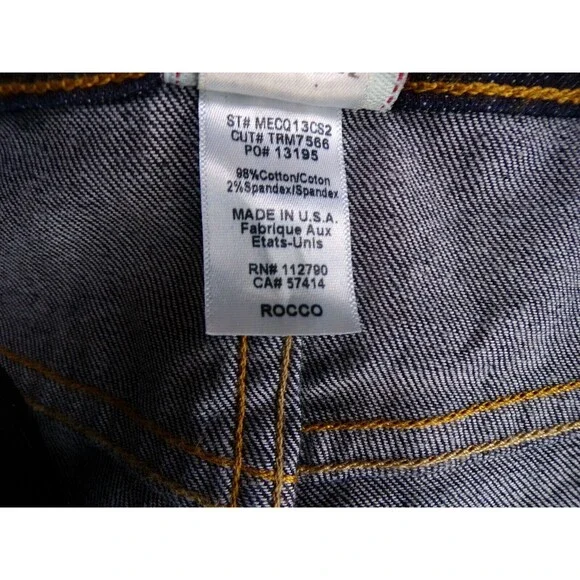 ST# MECQ13CS2
CUT# TRM7566
PO# 13195
98%Cotton/Coton
2%Spandex/Spandex
MADE IN U.S.A.
Fabrique Aux
Etats-Unis
RN# 112790
CA# 57414
ROCCO